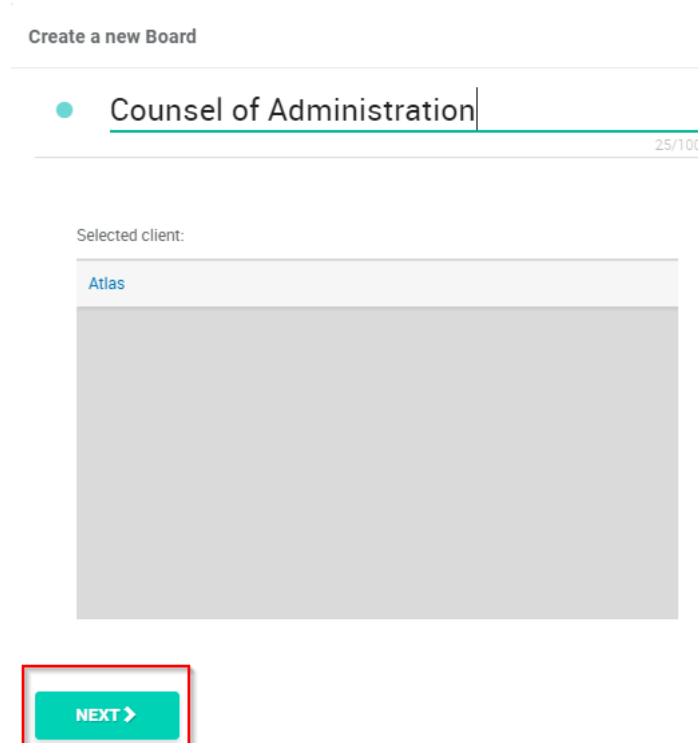 Create a new Board
Counsel of Administration
25/100
Selected client:
Atlas
NEXT